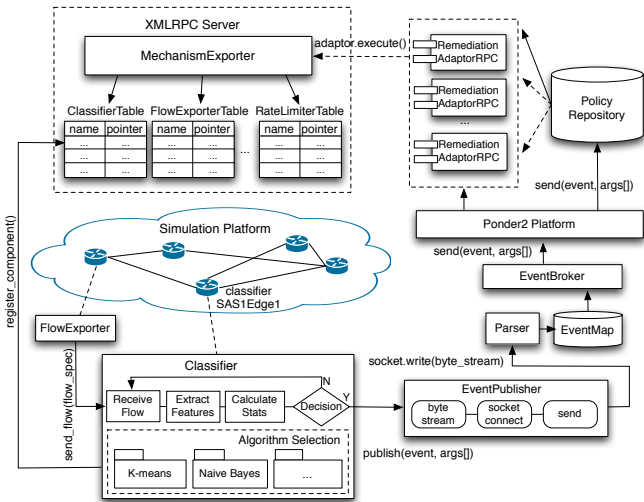 XMLRPC Server
MechanismExporter
adaptor.execute()
Remediation
AdaptorRPC
Remediation
AdaptorRPC
...
Remediation
AdaptorRPC
Policy
Repository
ClassifierTable
FlowExporterTable
RateLimiterTable
name pointer
name pointer
name pointer
... ...
... ...
... ...
... ...
... ...
... ...
... ...
... ...
... ...
...
send(event, args[])
Ponder2 Platform
send(event, args[])
EventBroker
Parser
EventMap
socket.write(byte_stream)
register_component()
Simulation Platform
classifier
SAS1Edge1
FlowExporter
send_flow(flow_spec)
Classifier
Receive
Flow
Extract
Features
Calculate
Stats
Decision
N
Y
Algorithm Selection
K-means
Naive Bayes
...
EventPublisher
byte
stream
socket
connect
send
publish(event, args[])